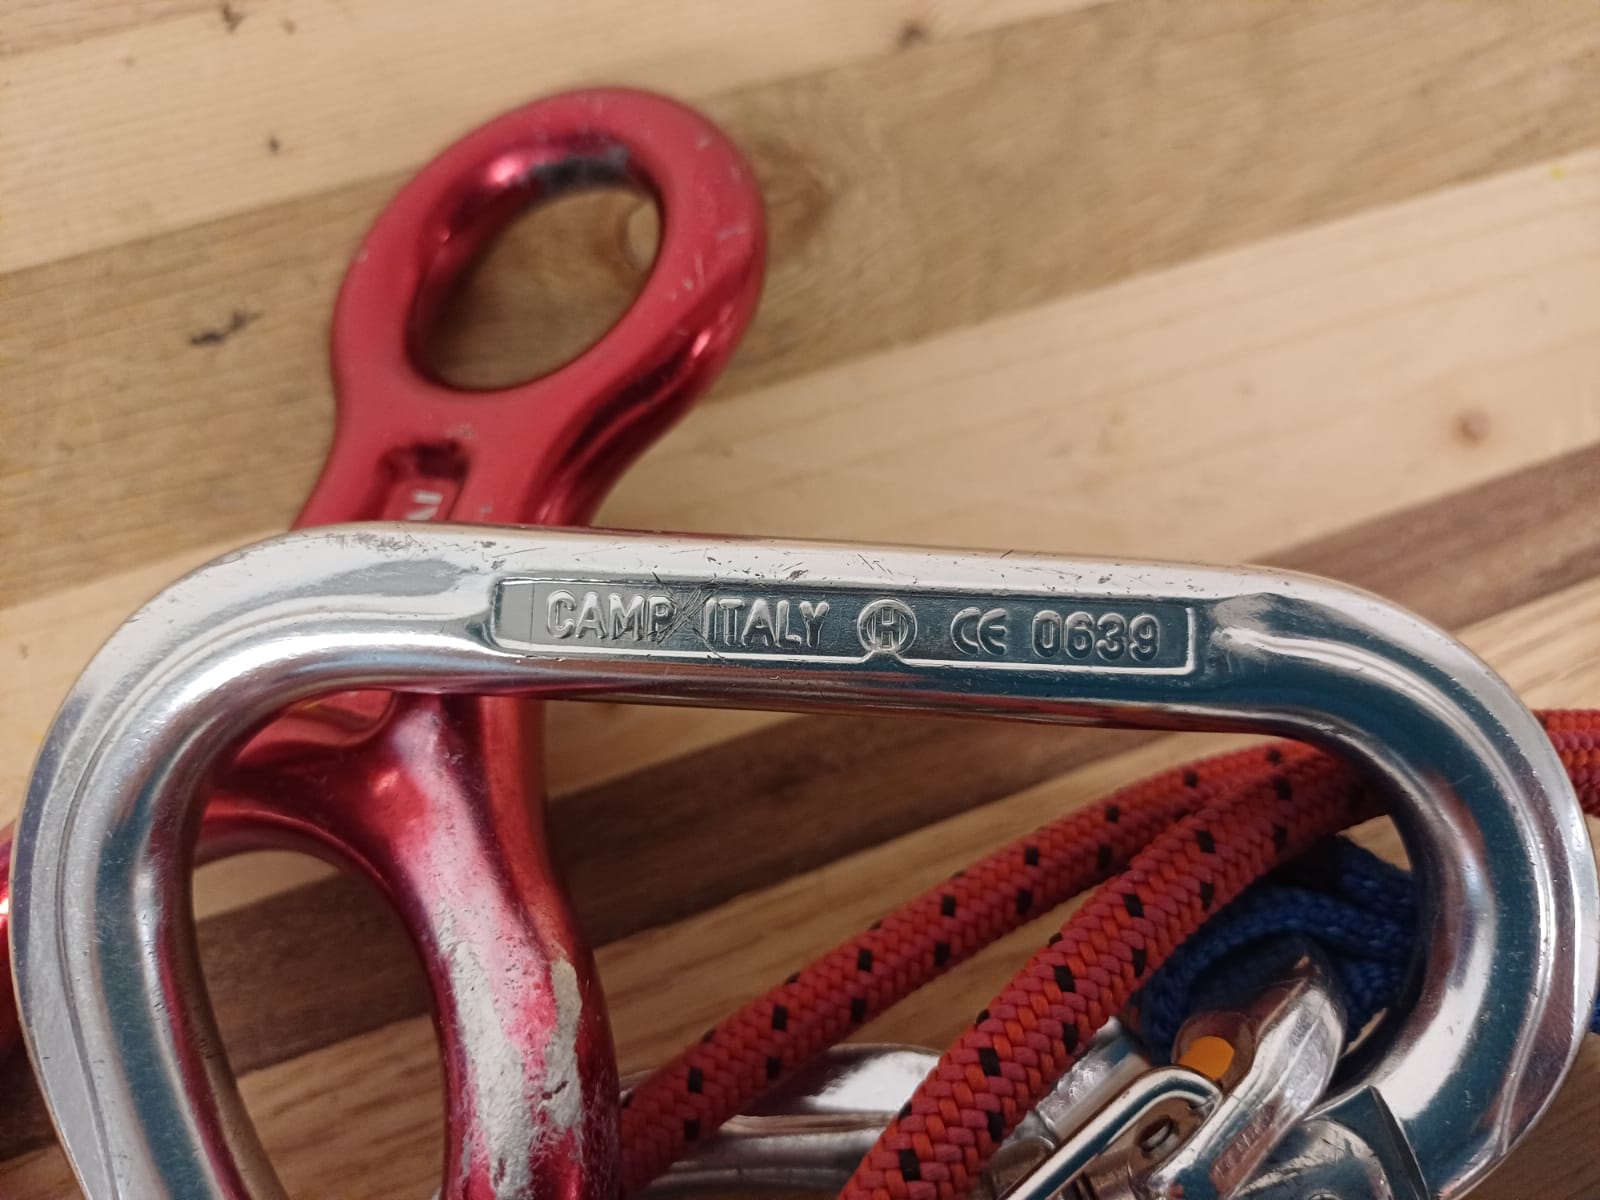 CAMP ITALY H CE 0639
N